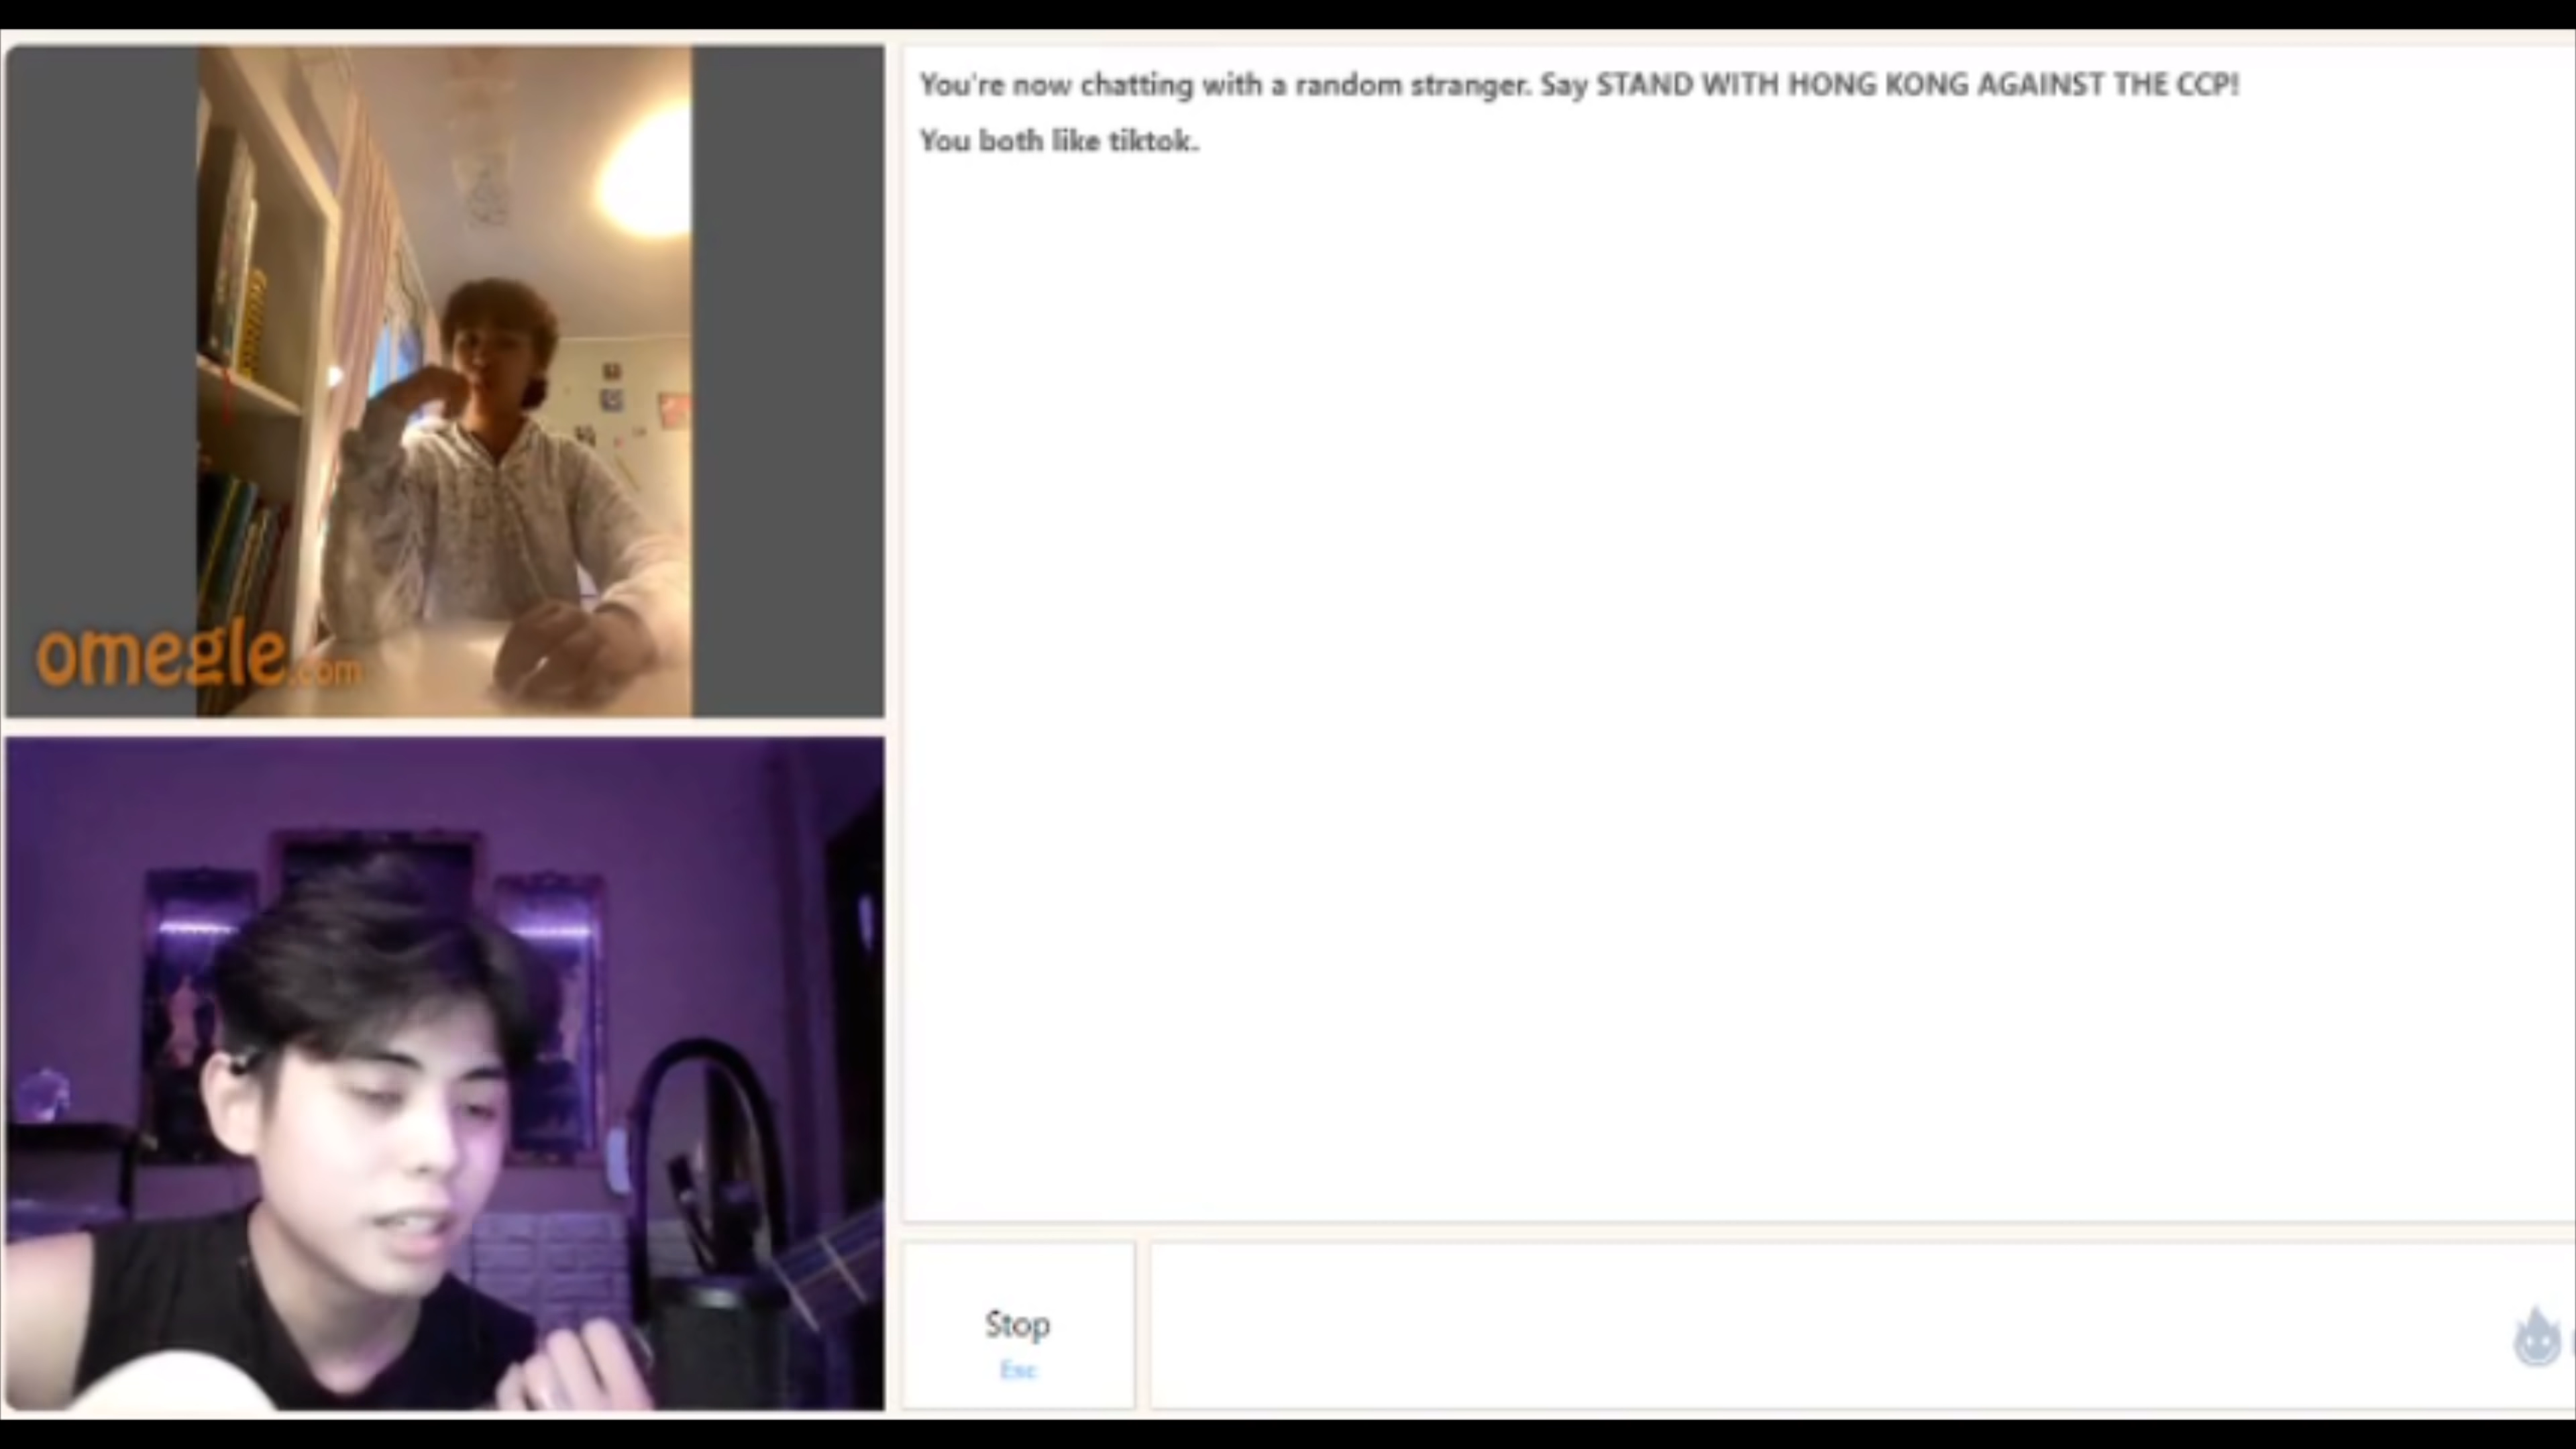 You're now chatting with a random stranger. Say STAND WITH HONG KONG AGAINST THE CCP!
You both like tiktok.
omegle.com
Stop
Esc